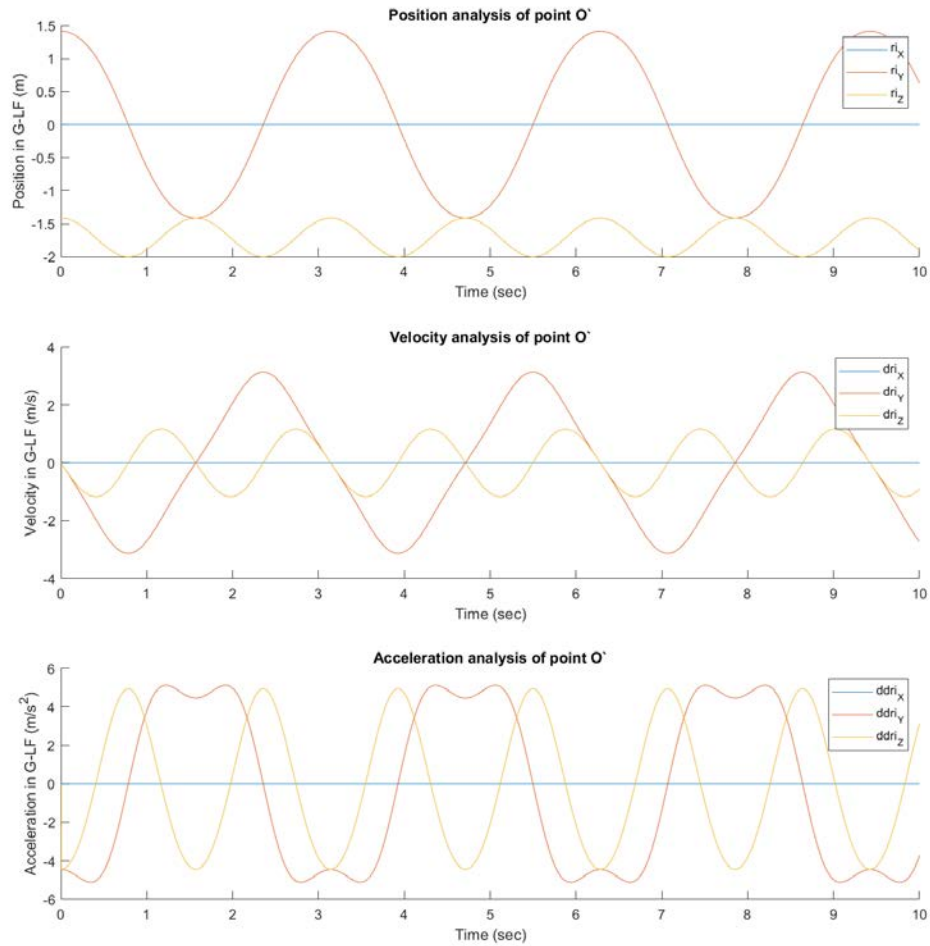 Position analysis of point O`
Position in G-LF (m)
1.5
1
0.5
0
-0.5
-1
-1.5
-2
ri_X
ri_Y
ri_Z
0 1 2 3 4 5 6 7 8 9 10
Time (sec)
Velocity analysis of point O`
Velocity in G-LF (m/s)
4
2
0
-2
-4
dri_X
dri_Y
dri_Z
0 1 2 3 4 5 6 7 8 9 10
Time (sec)
Acceleration analysis of point O`
Acceleration in G-LF (m/s^2)
6
4
2
0
-2
-4
-6
ddri_X
ddri_Y
ddri_Z
0 1 2 3 4 5 6 7 8 9 10
Time (sec)